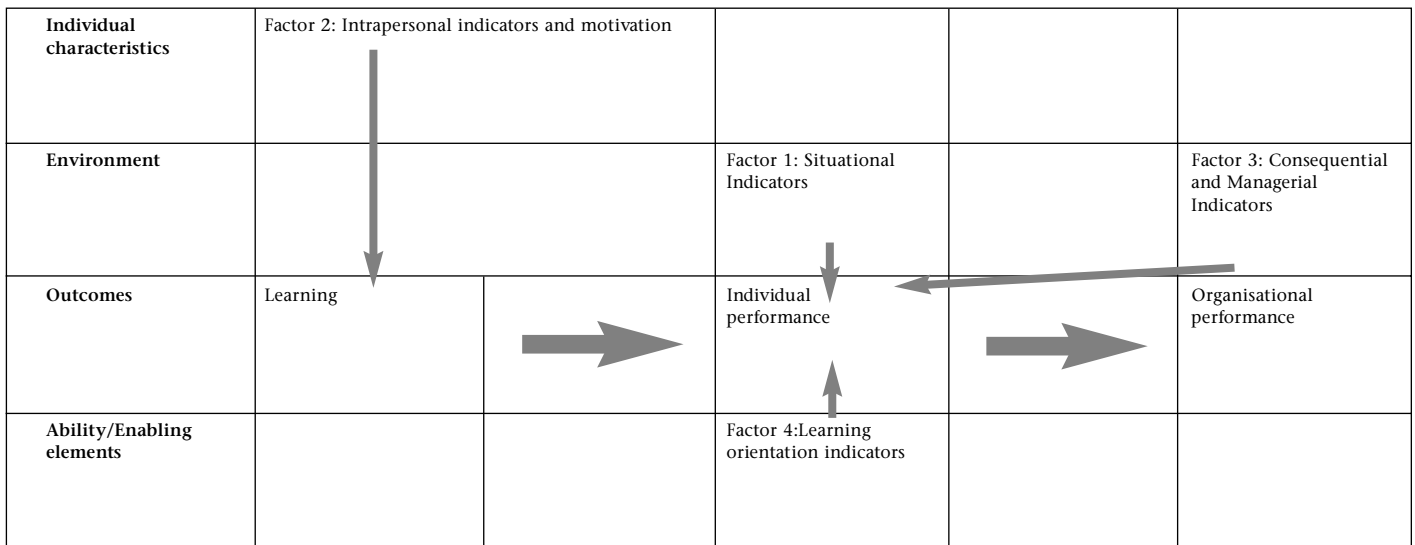 Individual
characteristics
Factor 2: Intrapersonal indicators and motivation
Environment
Factor 1: Situational
Indicators
Factor 3: Consequential
and Managerial
Indicators
Outcomes
Learning
Individual
performance
Organisational
performance
Ability/Enabling
elements
Factor 4:Learning
orientation indicators